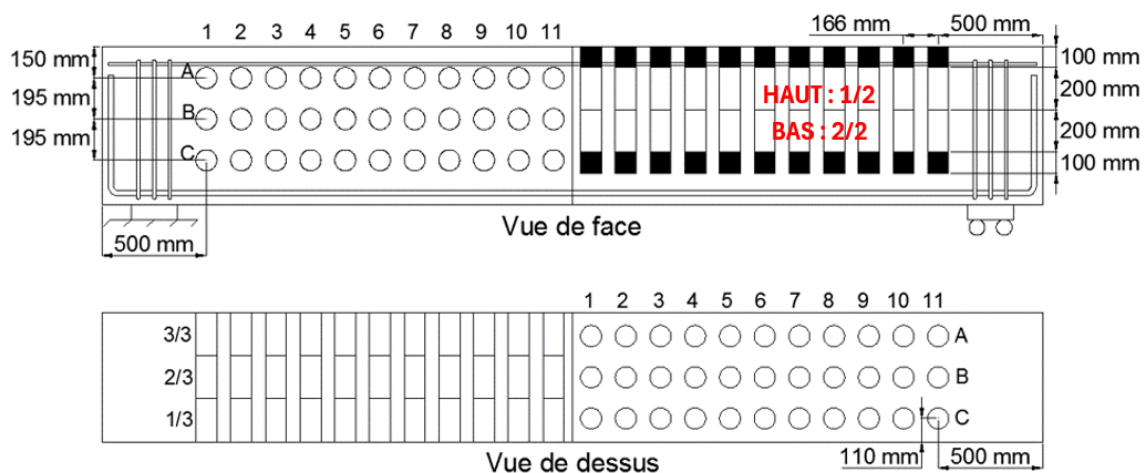 1 2 3 4 5 6 7 8 9 10 11
166 mm 500 mm
150 mm
195 mm
195 mm
A
B
C
HAUT : 1/2
BAS : 2/2
100 mm
200 mm
200 mm
100 mm
Vue de face
500 mm
1 2 3 4 5 6 7 8 9 10 11
3/3
2/3
1/3
A
B
C
110 mm 500 mm
Vue de dessus